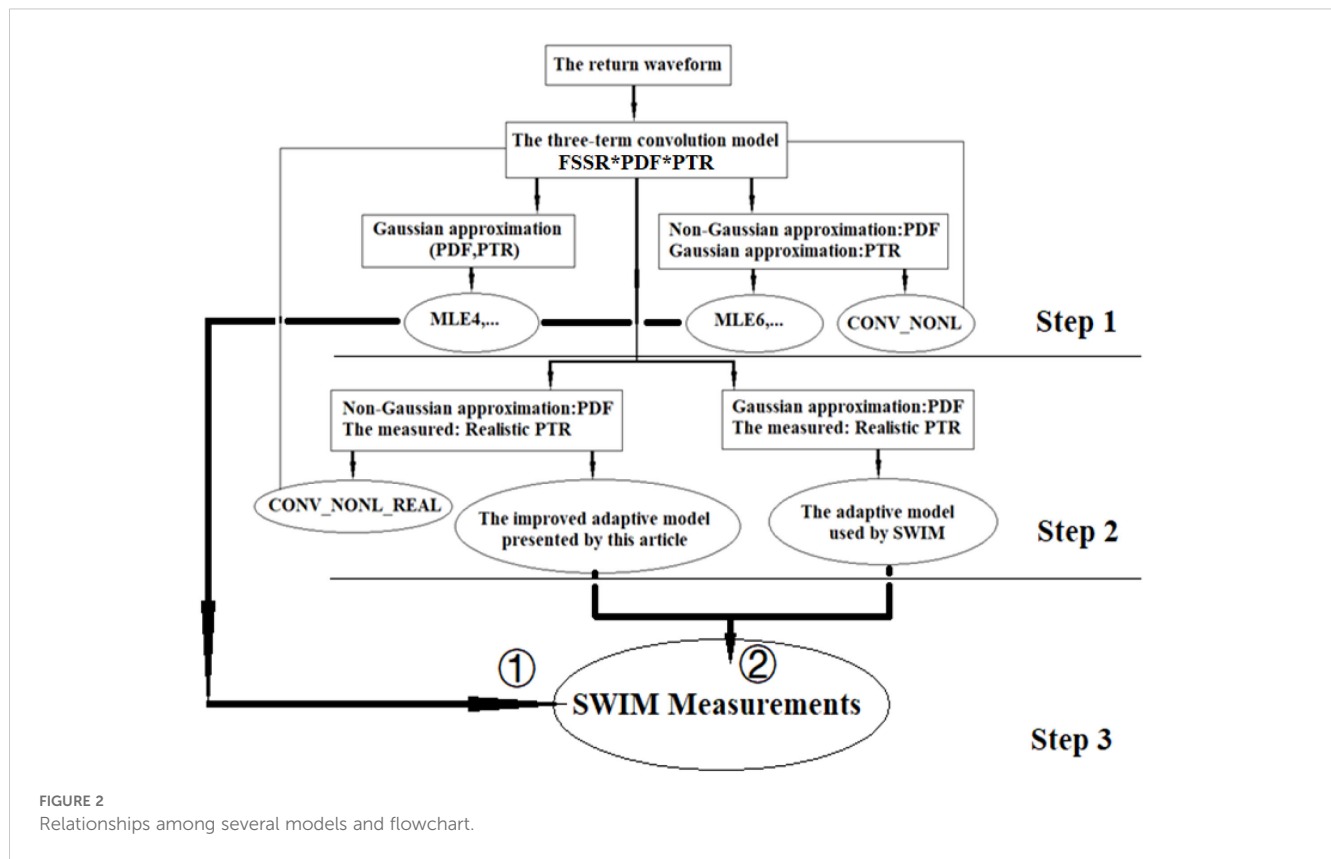 The return waveform
The three-term convolution model
FSSR*PDF*PTR
Gaussian approximation
(PDF,PTR)
Non-Gaussian approximation:PDF
Gaussian approximation:PTR
MLE4,...
MLE6,...
CONV_NONL
Step 1
Non-Gaussian approximation:PDF
The measured: Realistic PTR
Gaussian approximation:PDF
The measured: Realistic PTR
CONV_NONL_REAL
The improved adaptive model
presented by this article
The adaptive model
used by SWIM
Step 2
①
②
SWIM Measurements
Step 3
FIGURE 2
Relationships among several models and flowchart.